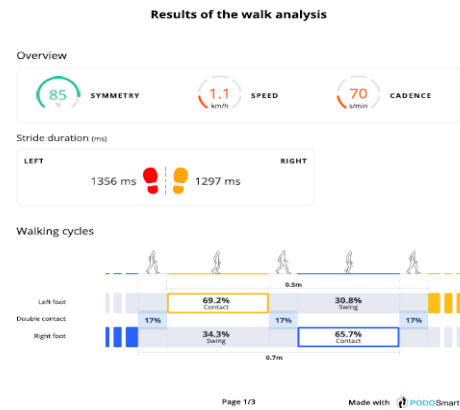 Results of the walk analysis
Overview
85
%
SYMMETRY
1.1
km/h
SPEED
70
s/min
CADENCE
Stride duration (ms)
LEFT
RIGHT
1356 ms
1297 ms
Walking cycles
0.5m
Left foot
69.2%
Contact
30.8%
Swing
Double contact
17%
17%
17%
Right foot
34.3%
Swing
65.7%
Contact
0.7m
Page 1/3
Made with PODOSmart